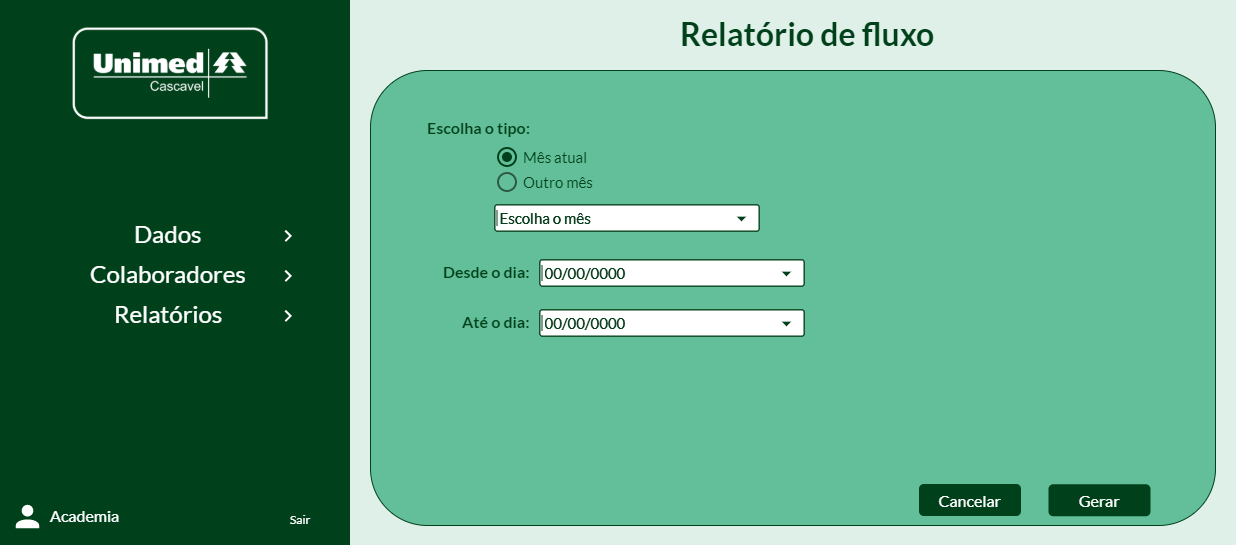 Unimed
Cascavel
Dados
Colaboradores
Relatórios
Academia
Sair
Relatório de fluxo
Escolha o tipo:
Mês atual
Outro mês
Escolha o mês
Desde o dia: 00/00/0000
Até o dia: 00/00/0000
Cancelar Gerar